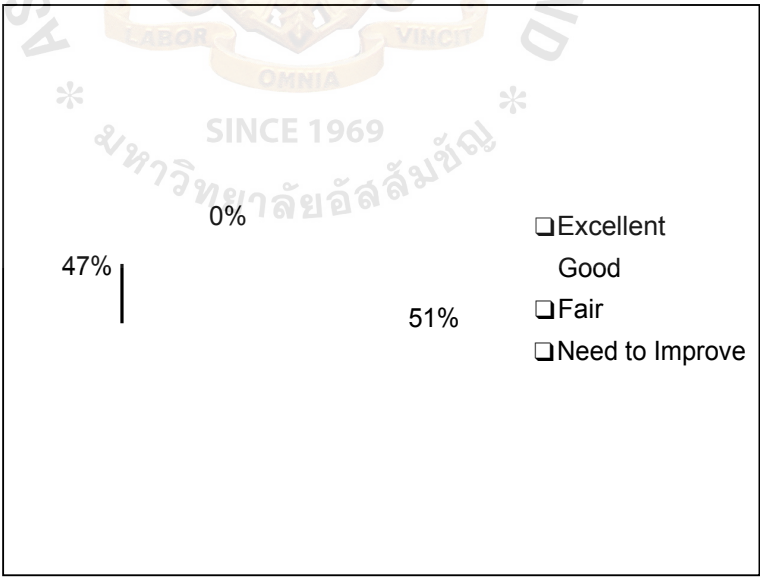 LABOR
VINCIT
OMNIA
SINCE 1969
มหาวิทยาลัยอัสสัมชัญ
0%
47%
51%
Excellent
Good
Fair
Need to Improve